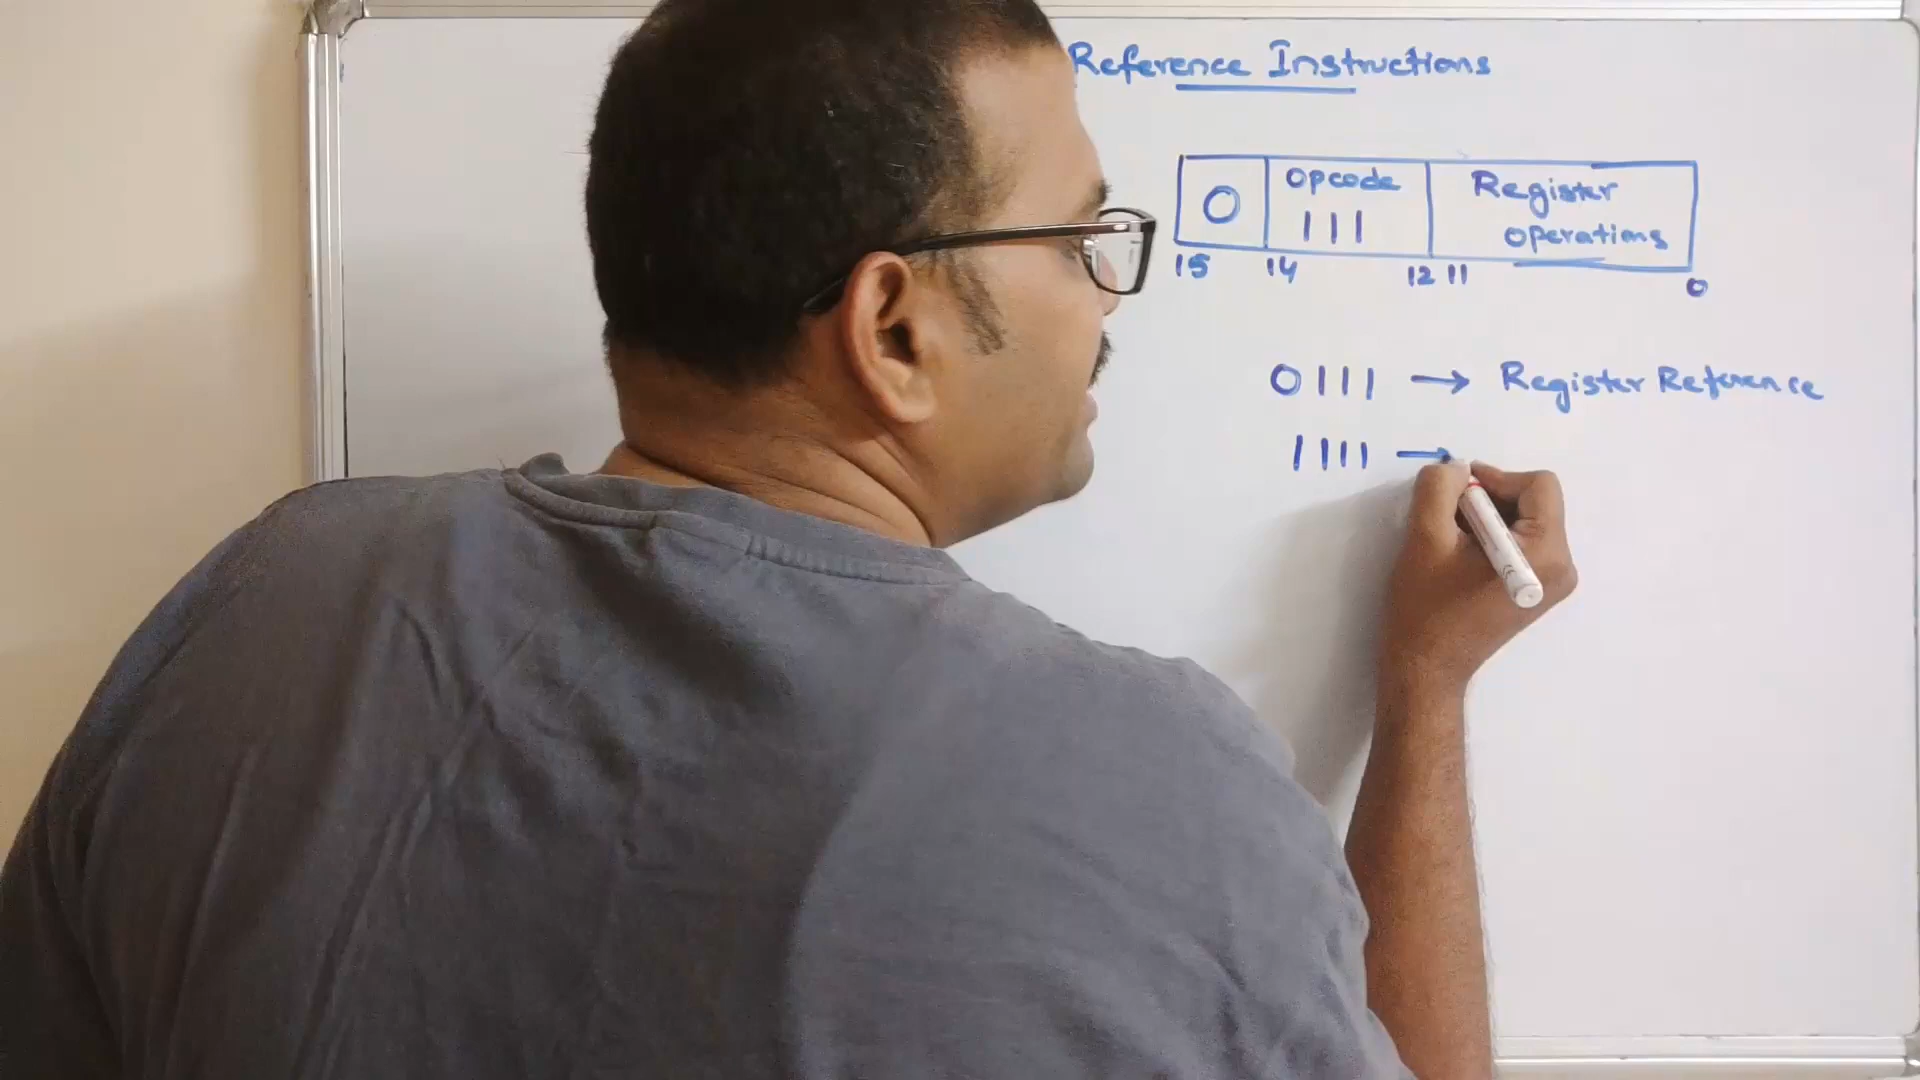 Reference Instructions
0 opcode Register
111 operations
15 14 12 11 0
0111 → Register Reference
1111 →